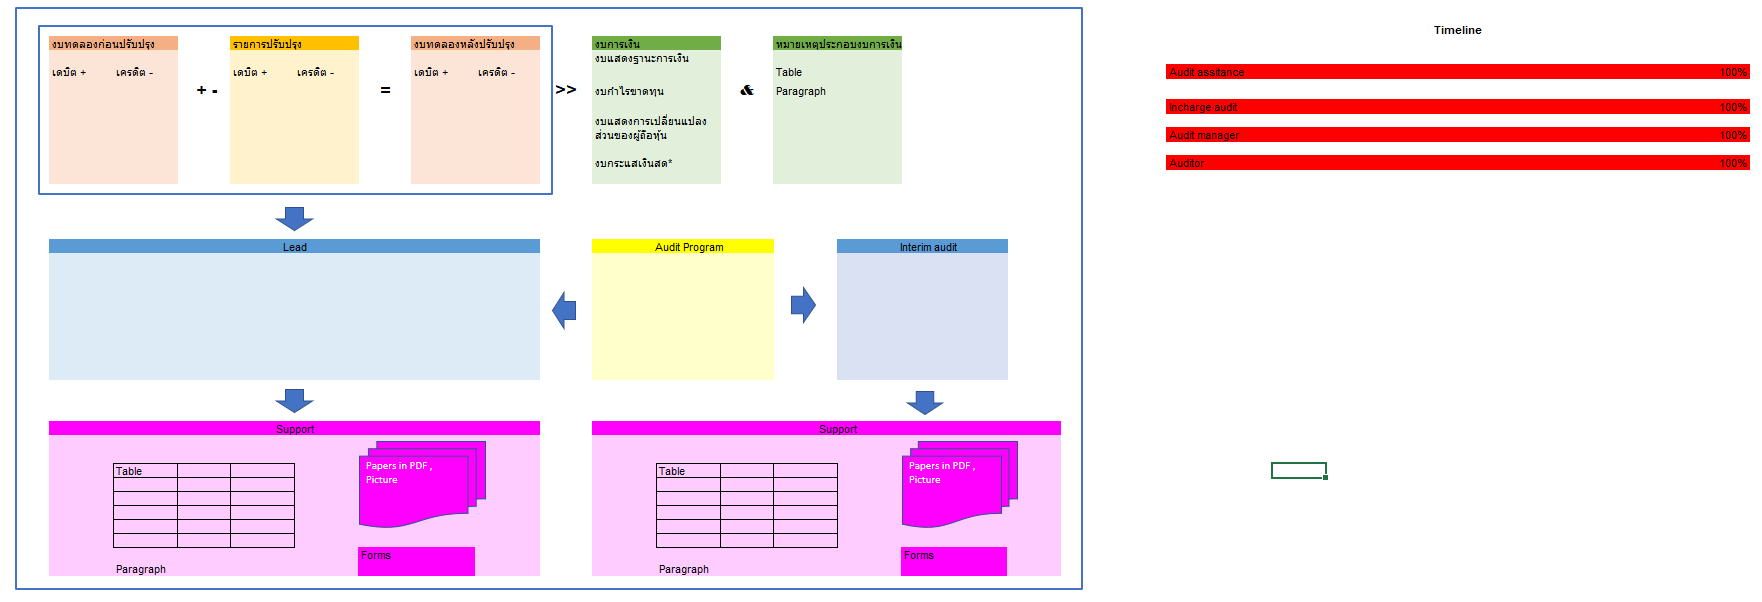 Timeline
งบทดลองก่อนปรับปรุง
เดบิต + เครดิต -
+ -
รายการปรับปรุง
เดบิต + เครดิต -
=
งบทดลองหลังปรับปรุง
เดบิต + เครดิต -
>>
งบการเงิน
งบแสดงฐานะการเงิน
งบกำไรขาดทุน
งบแสดงการเปลี่ยนแปลง
ส่วนของผู้ถือหุ้น
งบกระแสเงินสด*
&
หมายเหตุประกอบงบการเงิน
Table
Paragraph
Audit assitance 100%
Incharge audit 100%
Audit manager 100%
Auditor 100%
Lead
Audit Program
Interim audit
Support
Table
Papers in PDF ,
Picture
Forms
Paragraph
Support
Table
Papers in PDF ,
Picture
Forms
Paragraph